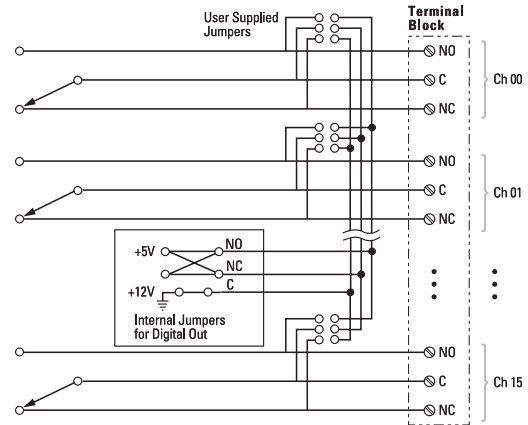 User Supplied
Jumpers
Terminal
Block
NO
C
NC
Ch 00
NO
C
NC
Ch 01
+5V
NO
NC
+12V
C
Internal Jumpers
for Digital Out
NO
C
NC
Ch 15